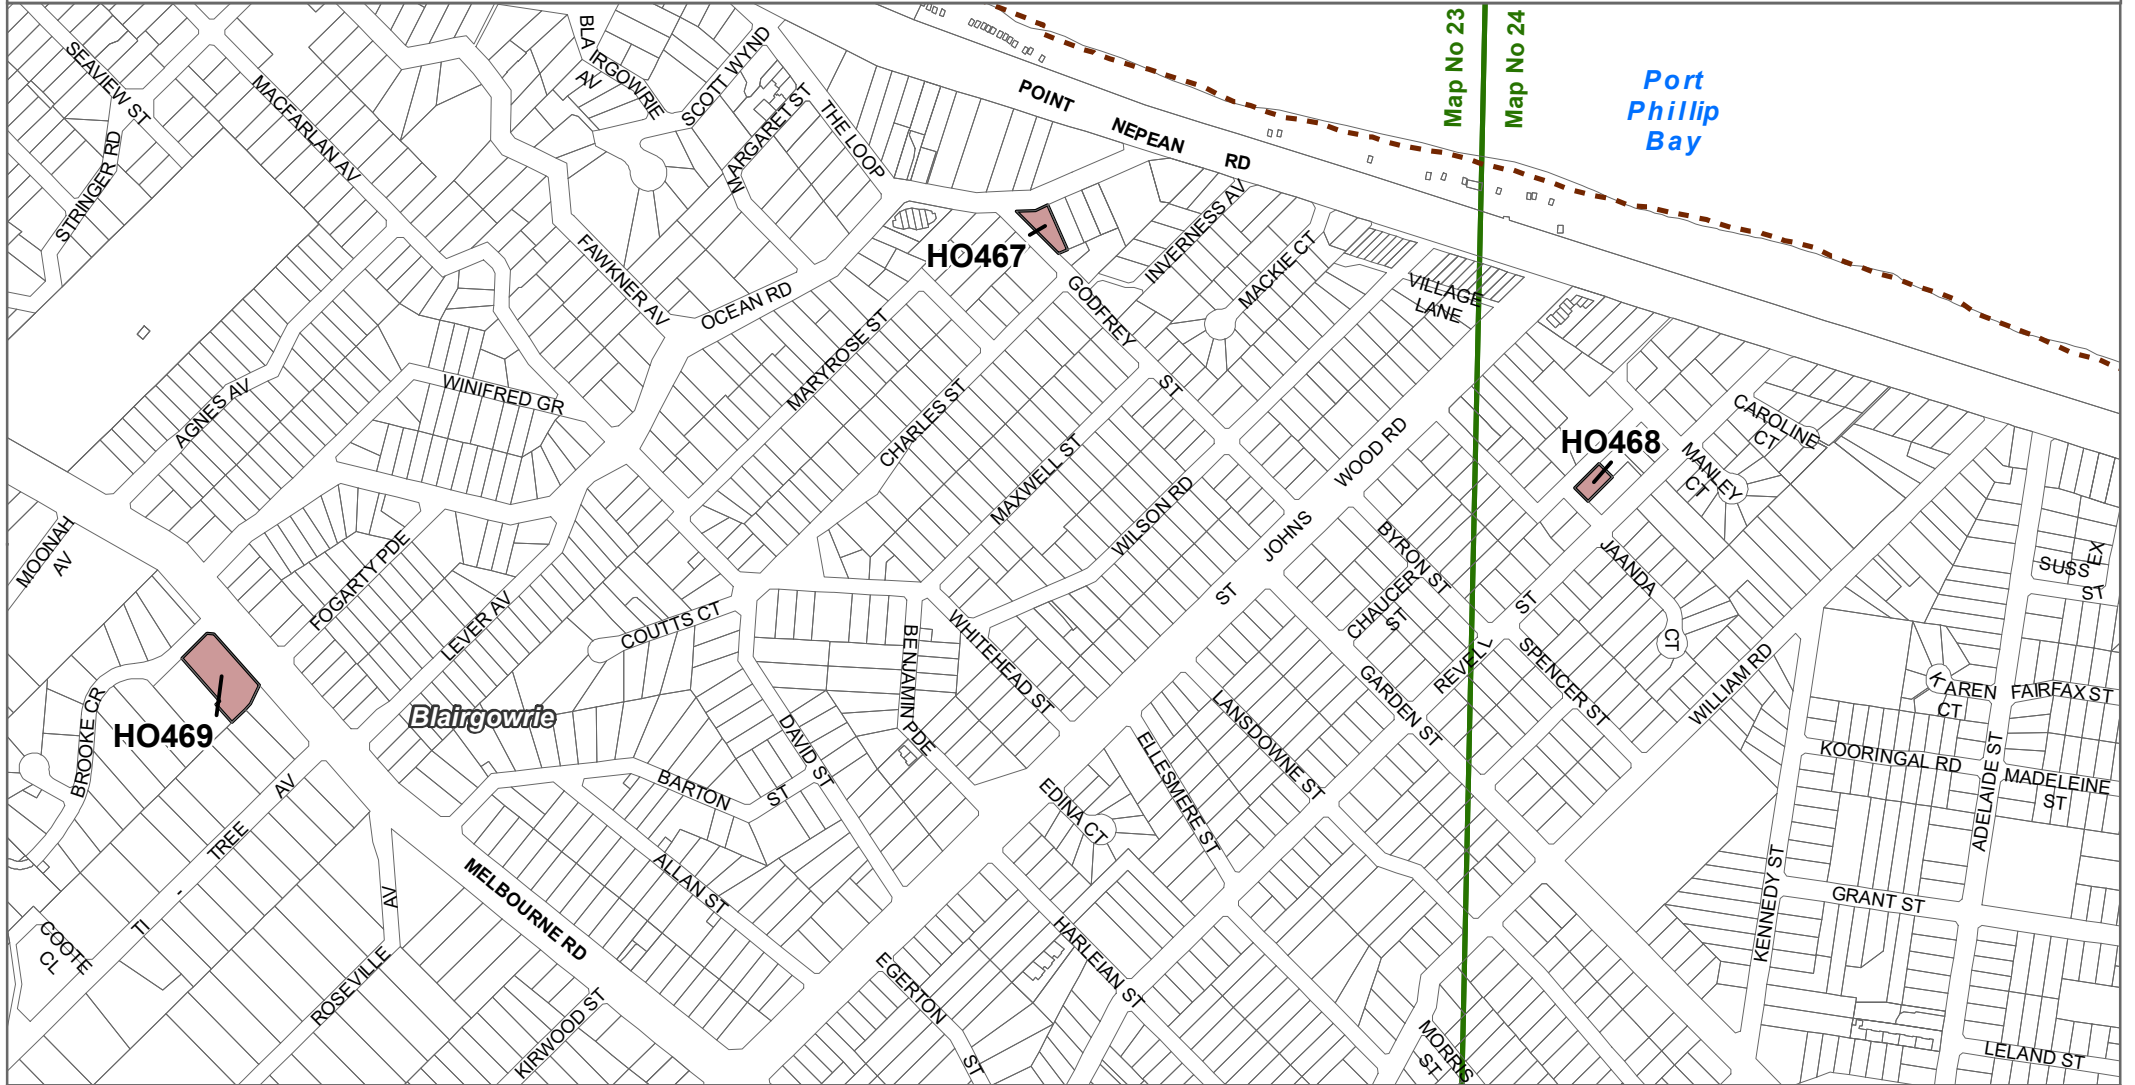 SEAVIEW ST
STRINGER RD
MACFARLAN AV
BLA
IRGOWRIE
AV
SCOTT WYND
MARGARET ST
THE LOOP
POINT
NEPEAN
RD
Map No 23
Map No 24
Port
Phillip
Bay
HO467
INVERNESS AV
MACKIE CT
GODFREY
ST
VILLAGE
LANE
FAWKNER AV
OCEAN RD
MARYROSE ST
CHARLES ST
MAXWELL ST
WILSON RD
WINIFRED GR
AGNES AV
WOOD RD
HO468
CAROLINE
CT
MANLEY
CT
MOONAH
AV
FOGARTY PDE
LEVER AV
COUTTS CT
BENJAMIN PDE
WHITEHEAD ST
ST
JOHNS
BYRON ST
CHAUCER
ST
REVELL
ST
JAANDA
CT
SPENCER ST
GARDEN ST
WILLIAM RD
SUSS
EX
ST
K
AREN
CT
FAIRFAX ST
KOORINGAL RD
ADELAIDE ST
MADELEINE
ST
HO469
BROOKE CR
Blairgowrie
DAVID ST
BARTON
ST
LANSDOWNE ST
ELLESMERE ST
EDINA CT
ALLAN ST
MELBOURNE RD
TI
-
TREE
AV
COOTE
CL
ROSEVILLE
AV
KIRWOOD ST
EGERTON
ST
HARLEIAN ST
MORRIS
ST
KENNEDY ST
GRANT ST
LELAND ST